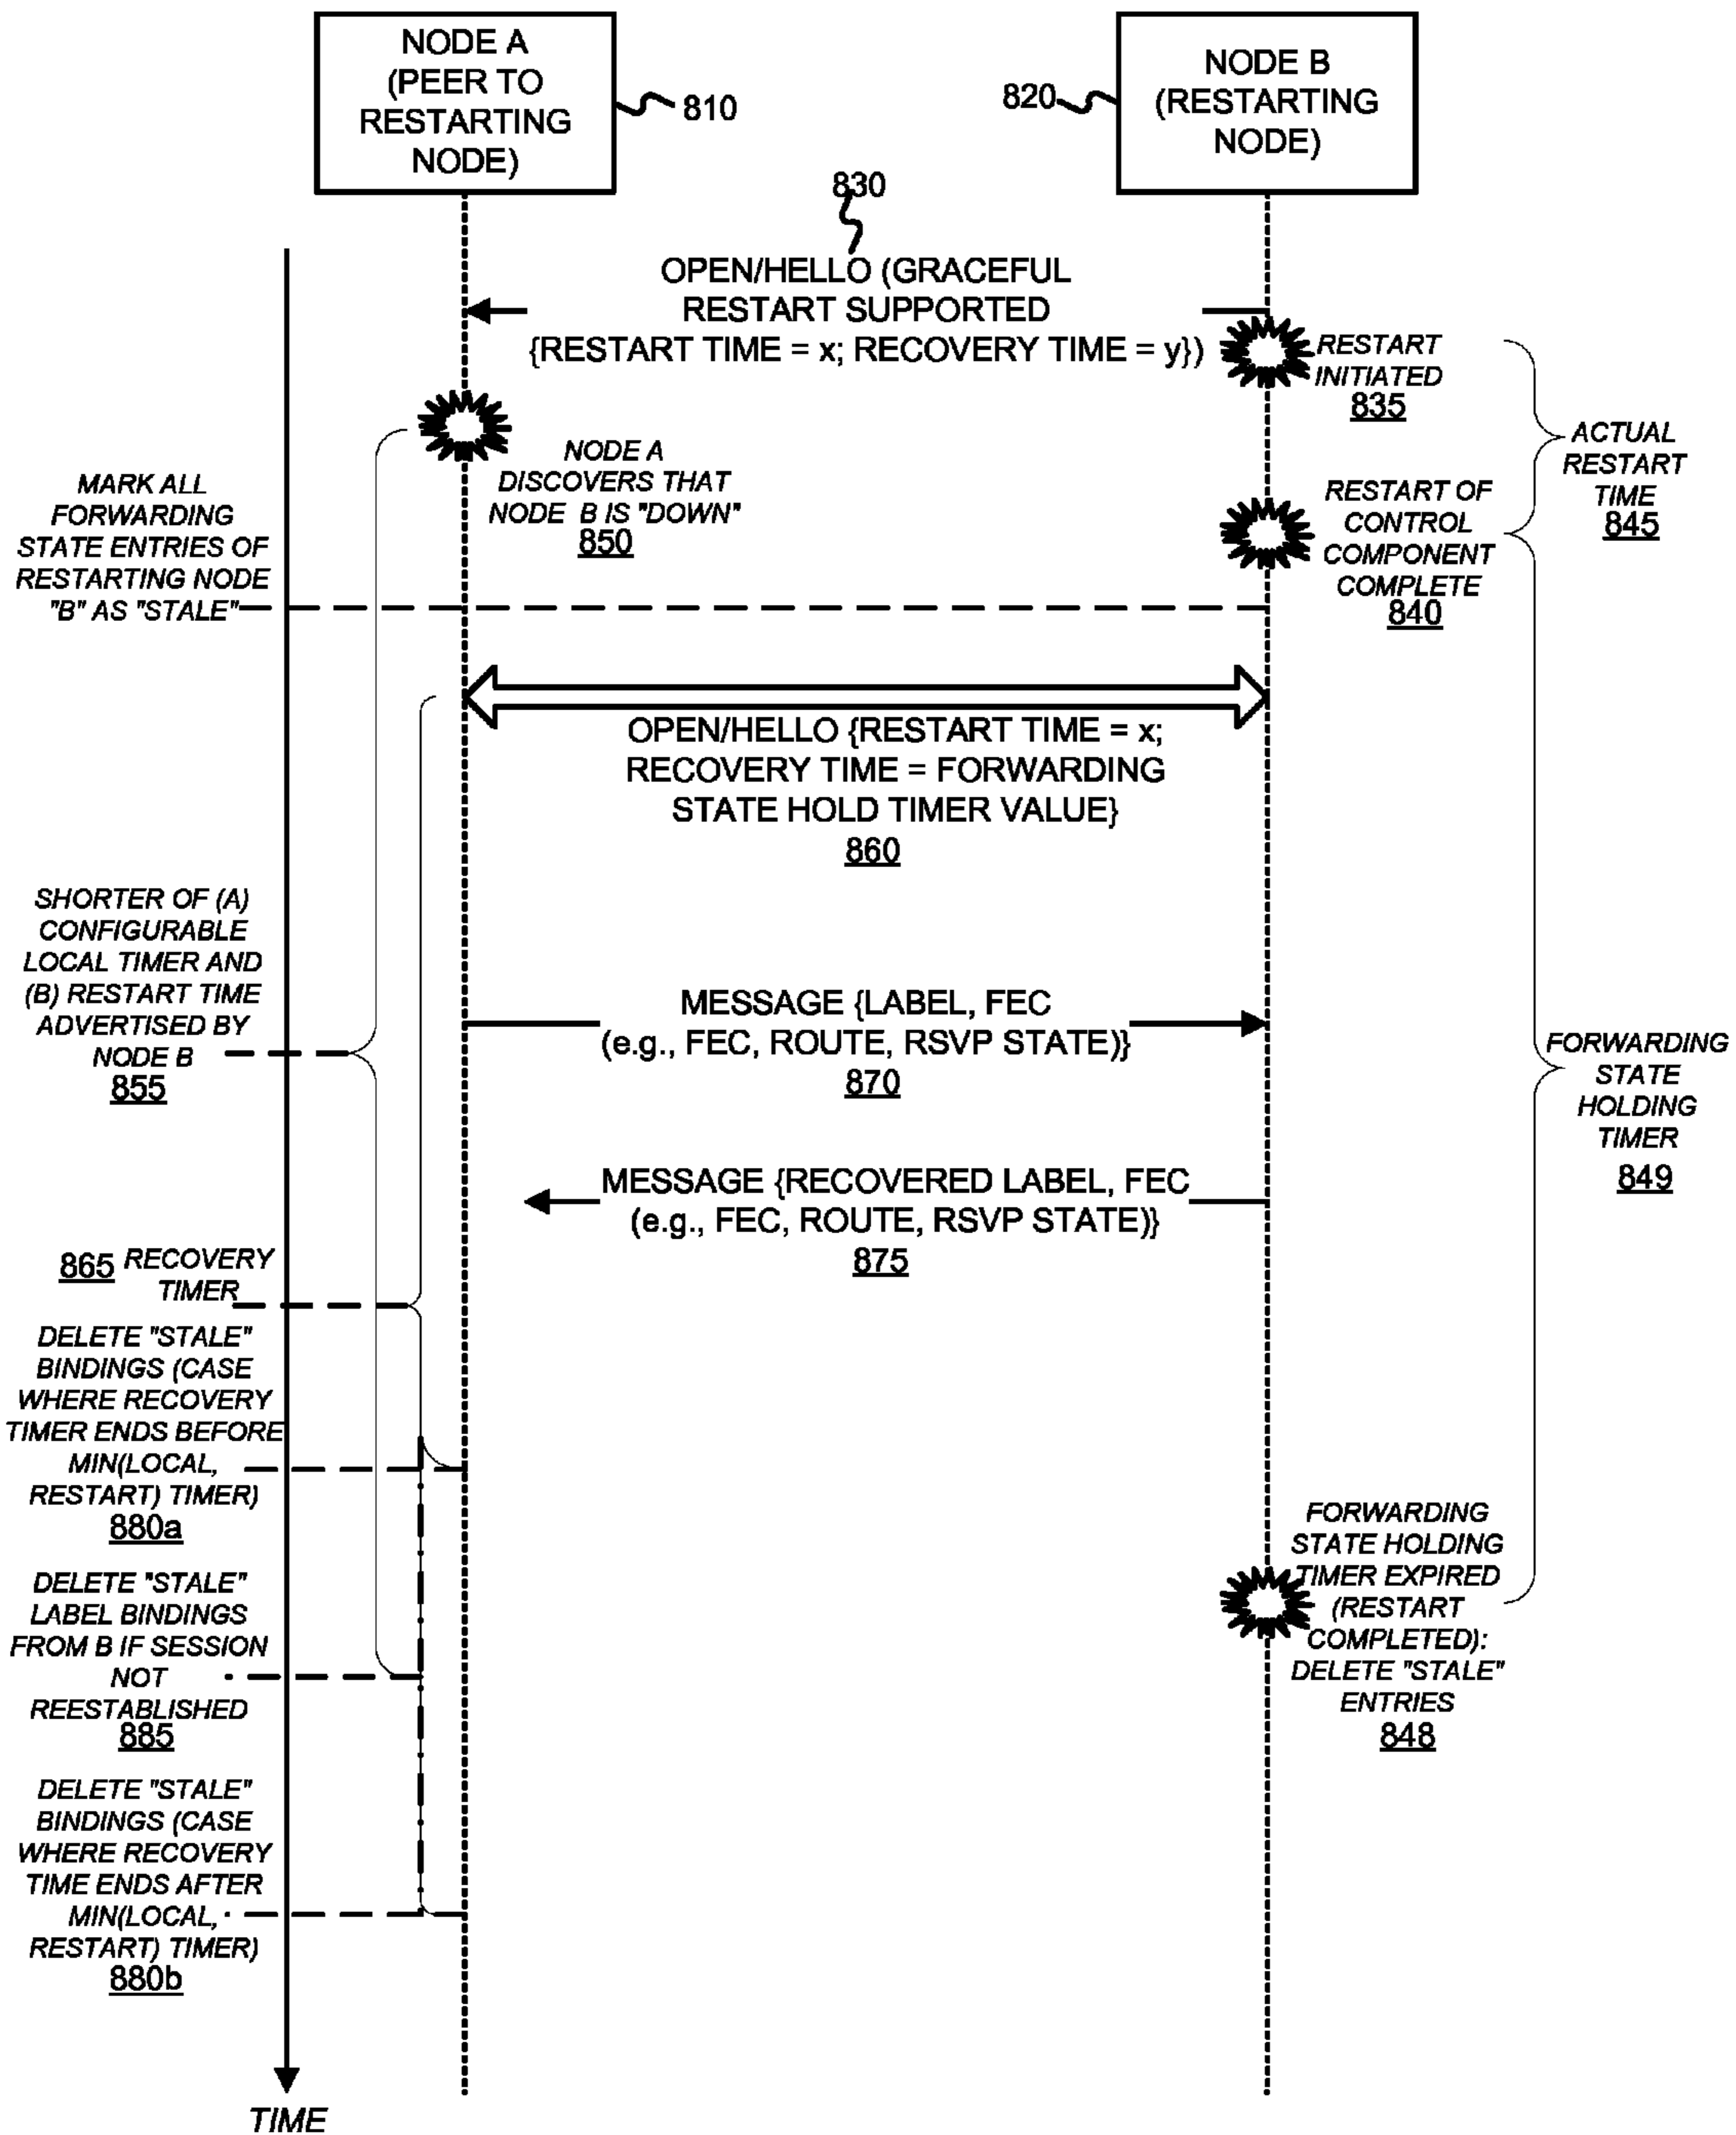 NODE A
(PEER TO
RESTARTING
NODE)
810
820
NODE B
(RESTARTING
NODE)
830
OPEN/HELLO (GRACEFUL
RESTART SUPPORTED
{RESTART TIME = x; RECOVERY TIME = y})
RESTART
INITIATED
835
ACTUAL
RESTART
TIME
845
NODE A
DISCOVERS THAT
NODE B IS "DOWN"
850
MARK ALL
FORWARDING
STATE ENTRIES OF
RESTARTING NODE
"B" AS "STALE"
RESTART OF
CONTROL
COMPONENT
COMPLETE
840
OPEN/HELLO {RESTART TIME = x;
RECOVERY TIME = FORWARDING
STATE HOLD TIMER VALUE}
860
SHORTER OF (A)
CONFIGURABLE
LOCAL TIMER AND
(B) RESTART TIME
ADVERTISED BY
NODE B
855
MESSAGE {LABEL, FEC
(e.g., FEC, ROUTE, RSVP STATE)}
870
FORWARDING
STATE
HOLDING
TIMER
849
MESSAGE {RECOVERED LABEL, FEC
(e.g., FEC, ROUTE, RSVP STATE)}
875
865 RECOVERY
TIMER
DELETE "STALE"
BINDINGS (CASE
WHERE RECOVERY
TIMER ENDS BEFORE
MIN(LOCAL,
RESTART) TIMER)
880a
FORWARDING
STATE HOLDING
TIMER EXPIRED
(RESTART
COMPLETED):
DELETE "STALE"
ENTRIES
848
DELETE "STALE"
LABEL BINDINGS
FROM B IF SESSION
NOT
REESTABLISHED
885
DELETE "STALE"
BINDINGS (CASE
WHERE RECOVERY
TIME ENDS AFTER
MIN(LOCAL,
RESTART) TIMER)
880b
TIME